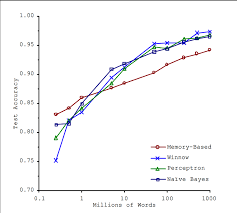 1.00
0.95
0.90
0.85
0.80
0.75
0.70
Test Accuracy
0.1 1 10 100 1000
Millions of Words
Memory-Based
Winnow
Perceptron
Naive Bayes